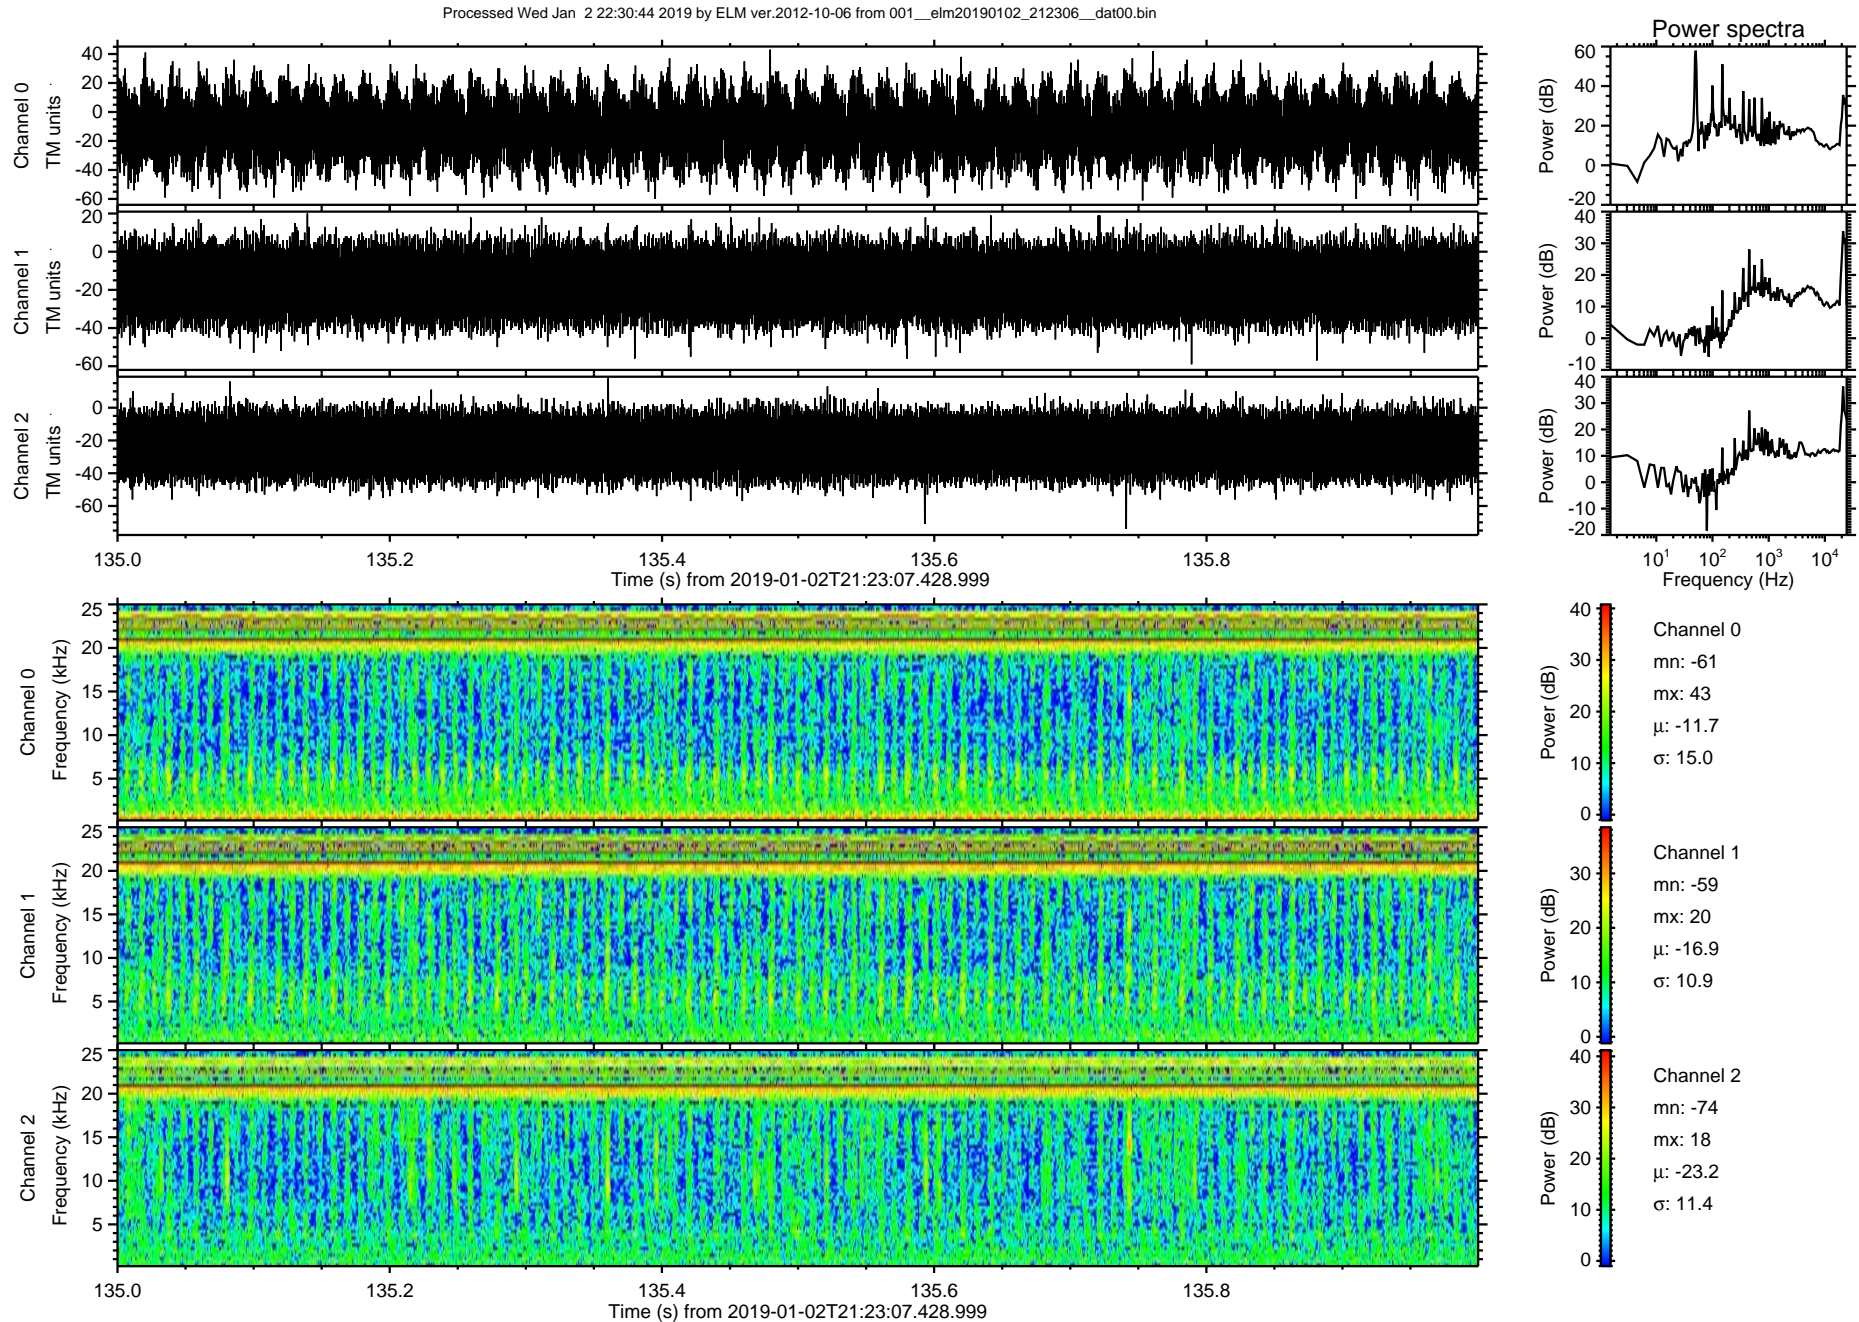 Processed Wed Jan  2 22:30:44 2019 by ELM ver.2012-10-06 from 001__elm20190102_212306__dat00.bin
Power spectra
Channel 0
TM units
40
20
0
-20
-40
-60
Power (dB)
60
40
20
0
-20
Channel 1
TM units
20
0
-20
-40
-60
Power (dB)
40
30
20
10
0
-10
Channel 2
TM units
0
-20
-40
-60
Power (dB)
40
30
20
10
0
-10
-20
135.0 135.2 135.4 135.6 135.8
Time (s) from 2019-01-02T21:23:07.428.999
10^1 10^2 10^3 10^4
Frequency (Hz)
Channel 0
Frequency (kHz)
25
20
15
10
5
Power (dB)
40
30
20
10
0
Channel 0
mn: -61
mx: 43
μ: -11.7
σ: 15.0
Channel 1
Frequency (kHz)
25
20
15
10
5
Power (dB)
30
20
10
0
Channel 1
mn: -59
mx: 20
μ: -16.9
σ: 10.9
Channel 2
Frequency (kHz)
25
20
15
10
5
Power (dB)
40
30
20
10
0
Channel 2
mn: -74
mx: 18
μ: -23.2
σ: 11.4
135.0 135.2 135.4 135.6 135.8
Time (s) from 2019-01-02T21:23:07.428.999